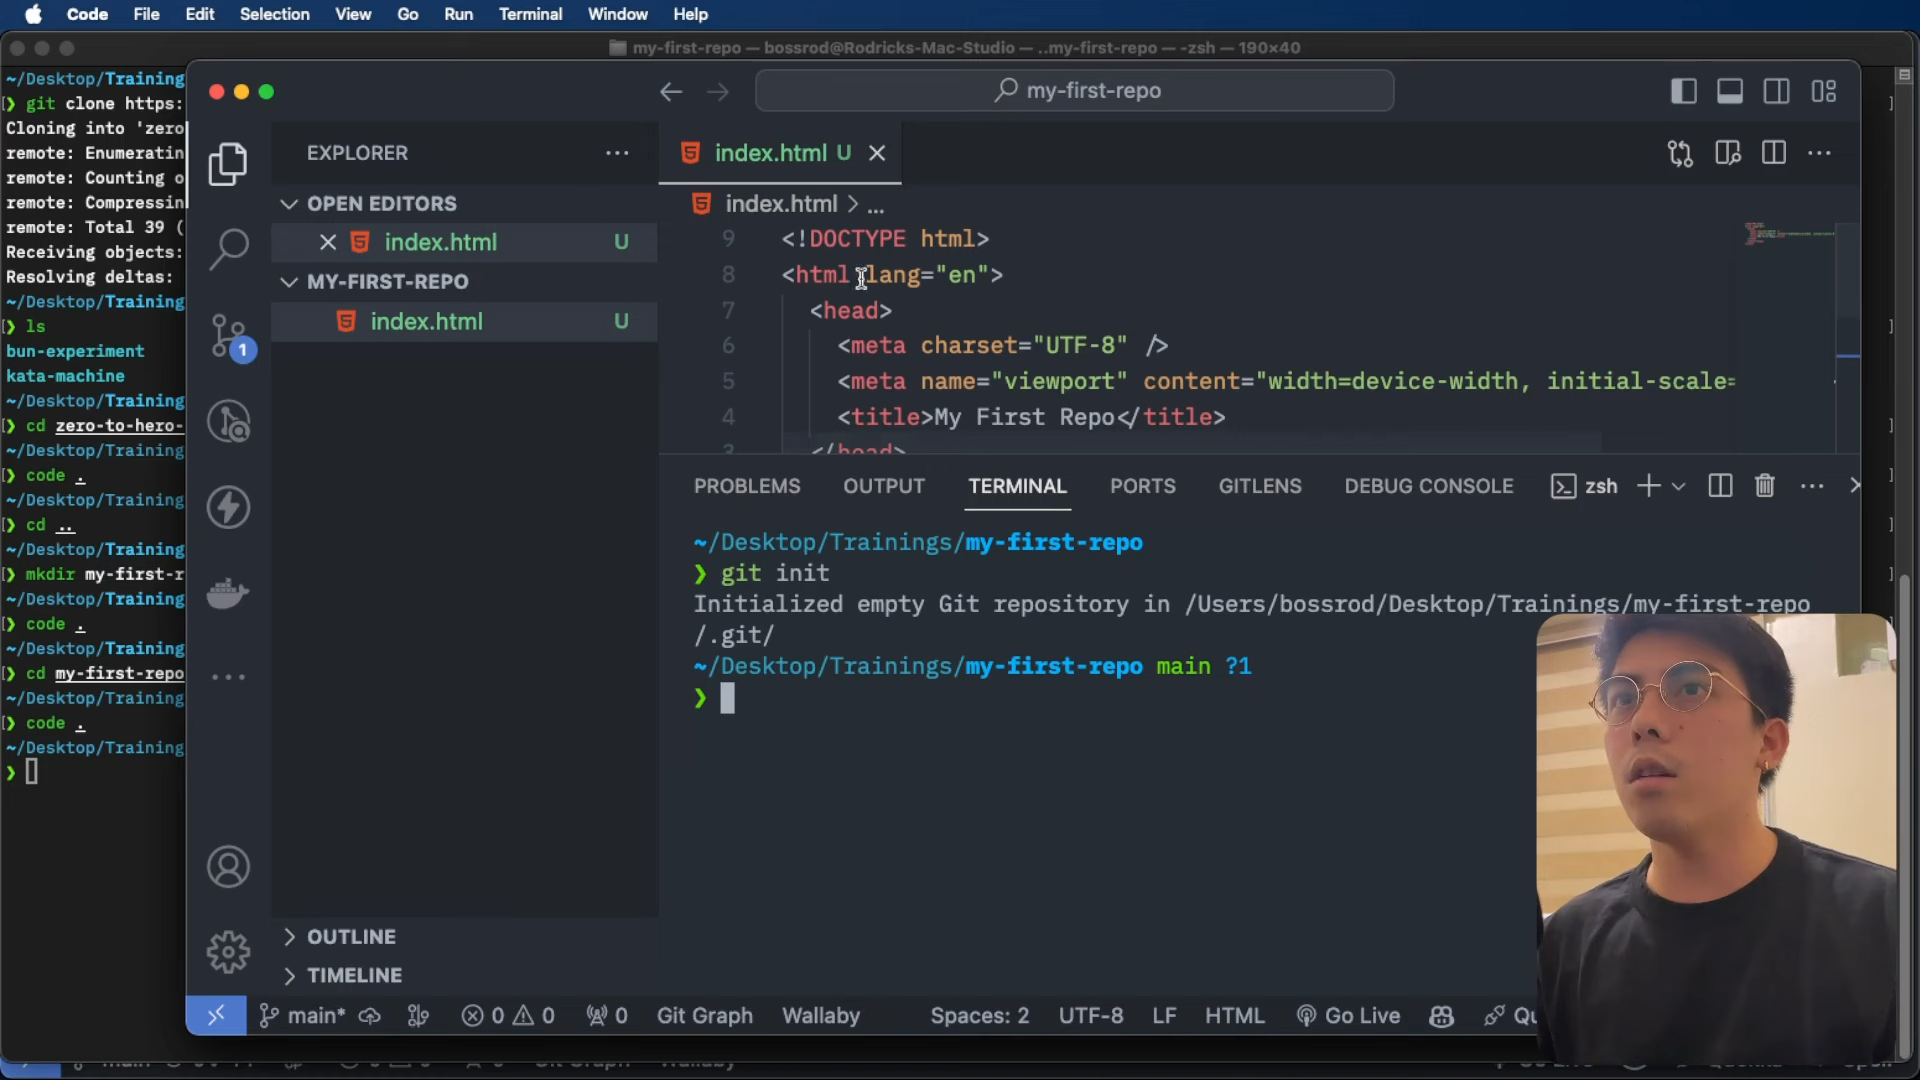 Code File Edit Selection View Go Run Terminal Window Help
my-first-repo — bossrod@Rodricks-Mac-Studio — ..my-first-repo — -zsh — 190×40
~/Desktop/Training
❯ git clone https:
Cloning into 'zero
remote: Enumeratin
remote: Counting o
remote: Compressin
remote: Total 39 (
Receiving objects:
Resolving deltas:
~/Desktop/Training
❯ ls
bun-experiment
kata-machine
~/Desktop/Training
❯ cd zero-to-hero-
~/Desktop/Training
❯ code .
~/Desktop/Training
❯ cd ..
~/Desktop/Training
❯ mkdir my-first-r
~/Desktop/Training
❯ code .
~/Desktop/Training
❯ cd my-first-repo
~/Desktop/Training
❯ code .
~/Desktop/Training
❯
my-first-repo
EXPLORER
OPEN EDITORS
index.html U
MY-FIRST-REPO
index.html U
1
OUTLINE
TIMELINE
index.html U
index.html > ...
9 <!DOCTYPE html>
8 <html lang="en">
7 <head>
6 <meta charset="UTF-8" />
5 <meta name="viewport" content="width=device-width, initial-scale=
4 <title>My First Repo</title>
3 </head>
PROBLEMS OUTPUT TERMINAL PORTS GITLENS DEBUG CONSOLE zsh
~/Desktop/Trainings/my-first-repo
❯ git init
Initialized empty Git repository in /Users/bossrod/Desktop/Trainings/my-first-repo
/.git/
~/Desktop/Trainings/my-first-repo main ?1
❯
main* 0 0 0 Git Graph Wallaby Spaces: 2 UTF-8 LF HTML Go Live Qu